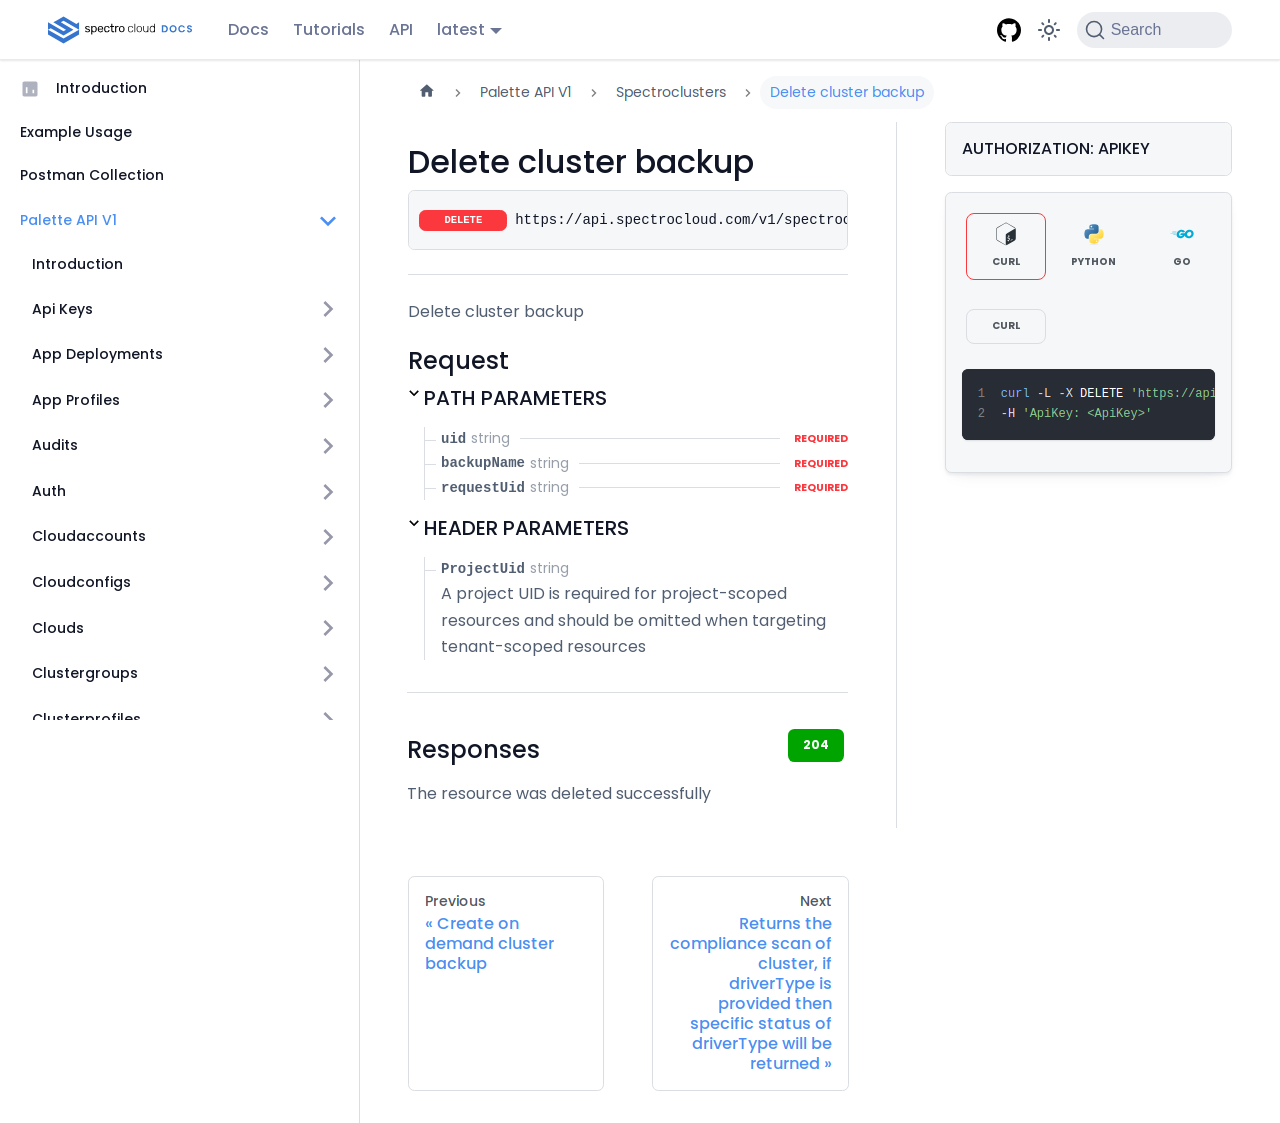 spectro cloud DOCS
Docs
Tutorials
API
latest
Search
Introduction
Example Usage
Postman Collection
Palette API V1
Introduction
Api Keys
App Deployments
App Profiles
Audits
Auth
Cloudaccounts
Cloudconfigs
Clouds
Clustergroups
Clusterprofiles
Palette API V1
Spectroclusters
Delete cluster backup
Delete cluster backup
DELETE https://api.spectrocloud.com/v1/spectroc
Delete cluster backup
Request
PATH PARAMETERS
uid string REQUIRED
backupName string REQUIRED
requestUid string REQUIRED
HEADER PARAMETERS
ProjectUid string
A project UID is required for project-scoped
resources and should be omitted when targeting
tenant-scoped resources
Responses
204
The resource was deleted successfully
Previous
« Create on
demand cluster
backup
Next
Returns the
compliance scan of
cluster, if
driverType is
provided then
specific status of
driverType will be
returned »
AUTHORIZATION: APIKEY
CURL
PYTHON
GO
CURL
1 curl -L -X DELETE 'https://api
2 -H 'ApiKey: <ApiKey>'